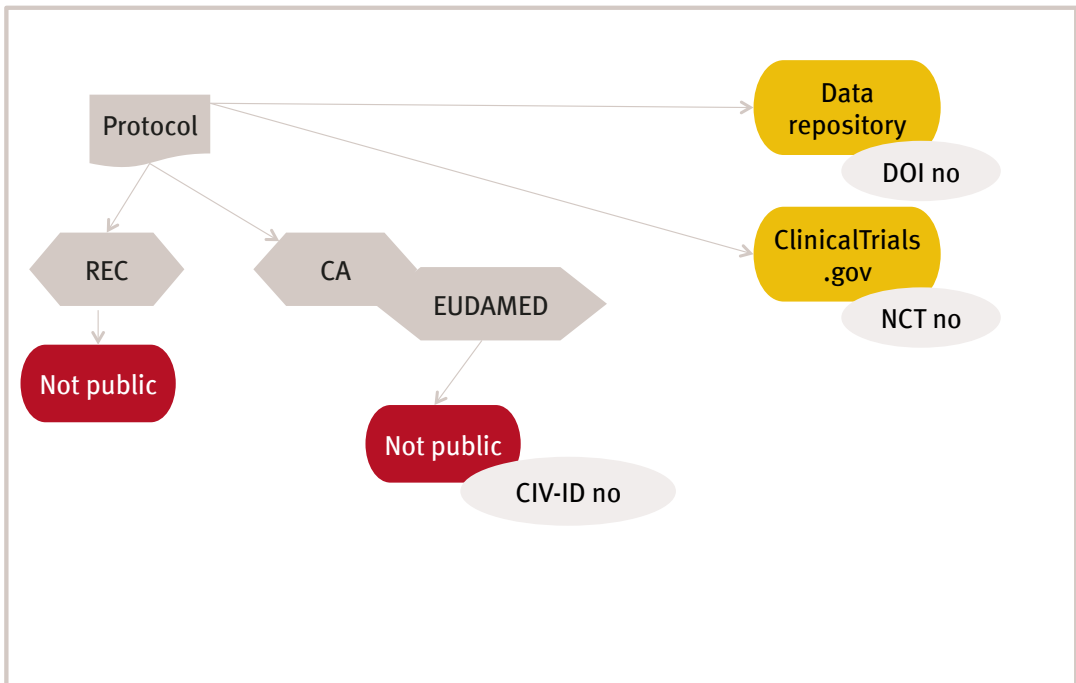 Protocol
Data
repository
DOI no
REC
CA
EUDAMED
ClinicalTrials
.gov
NCT no
Not public
Not public
CIV-ID no